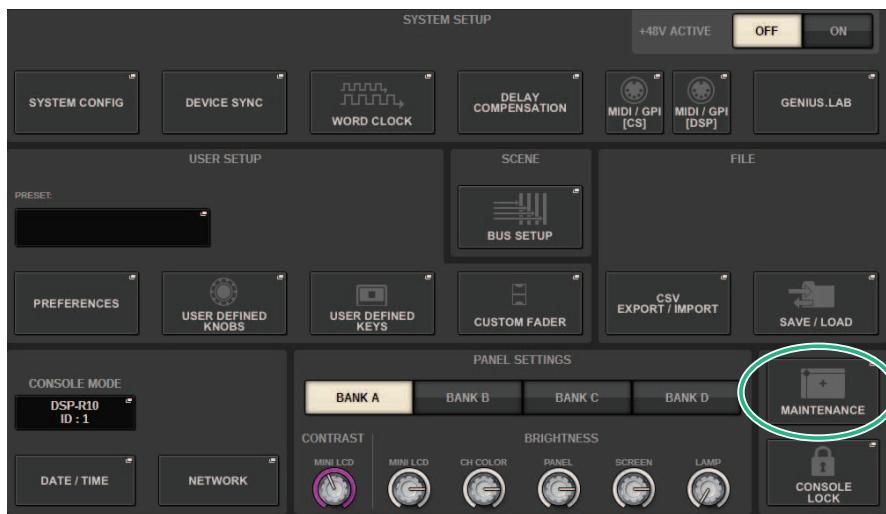 SYSTEM SETUP
+48V ACTIVE
OFF
ON
SYSTEM CONFIG
DEVICE SYNC
WORD CLOCK
DELAY
COMPENSATION
MIDI / GPI
[CS]
MIDI / GPI
[DSP]
GENIUS.LAB
USER SETUP
SCENE
FILE
PRESET:
BUS SETUP
PREFERENCES
USER DEFINED
KNOBS
USER DEFINED
KEYS
CUSTOM FADER
CSV
EXPORT / IMPORT
SAVE / LOAD
CONSOLE MODE
DSP-R10
ID : 1
PANEL SETTINGS
BANK A
BANK B
BANK C
BANK D
MAINTENANCE
CONTRAST
BRIGHTNESS
MINI LCD
MINI LCD
CH COLOR
PANEL
SCREEN
LAMP
DATE / TIME
NETWORK
CONSOLE
LOCK